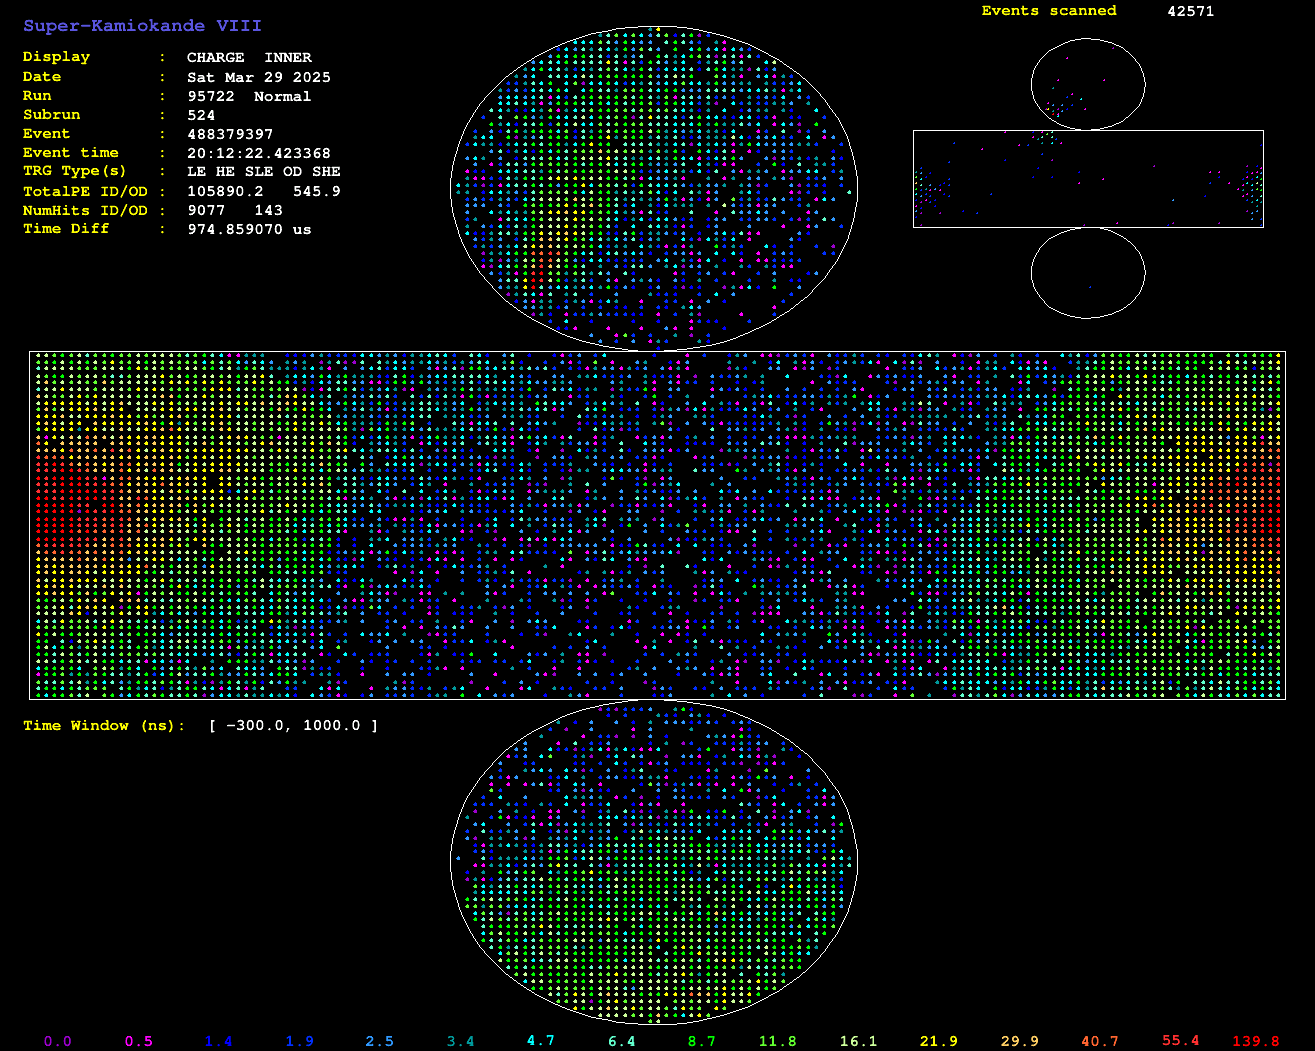 Super-Kamiokande VIII
Display : CHARGE INNER
Date : Sat Mar 29 2025
Run : 95722 Normal
Subrun : 524
Event : 488379397
Event time : 20:12:22.423368
TRG Type(s) : LE HE SLE OD SHE
TotalPE ID/OD : 105890.2 545.9
NumHits ID/OD : 9077 143
Time Diff : 974.859070 us
Events scanned 42571
Time Window (ns): [ -300.0, 1000.0 ]
0.0 0.5 1.4 1.9 2.5 3.4 4.7 6.4 8.7 11.8 16.1 21.9 29.9 40.7 55.4 139.8